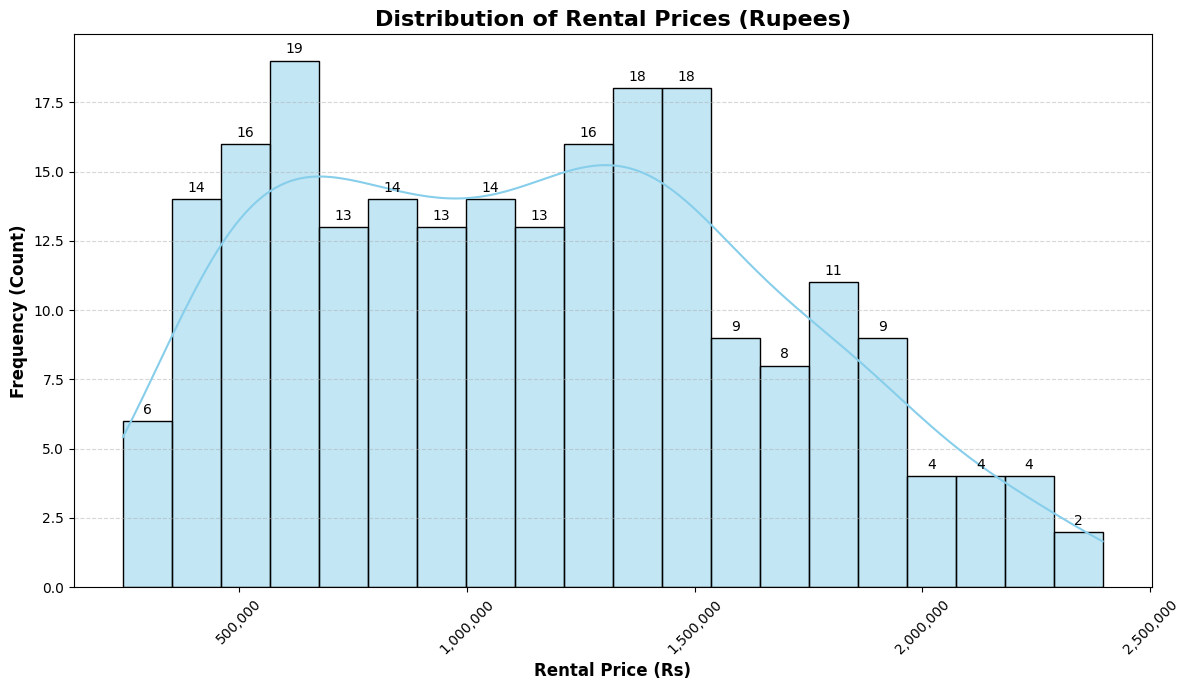 Distribution of Rental Prices (Rupees)
19
18 18
17.5
16 16
15.0
14 14 14
13 13 13
12.5
11
10.0
9 9
8
7.5
6
5.0
4 4 4
2.5
2
0.0
Frequency (Count)
500,000 1,000,000 1,500,000 2,000,000 2,500,000
Rental Price (Rs)